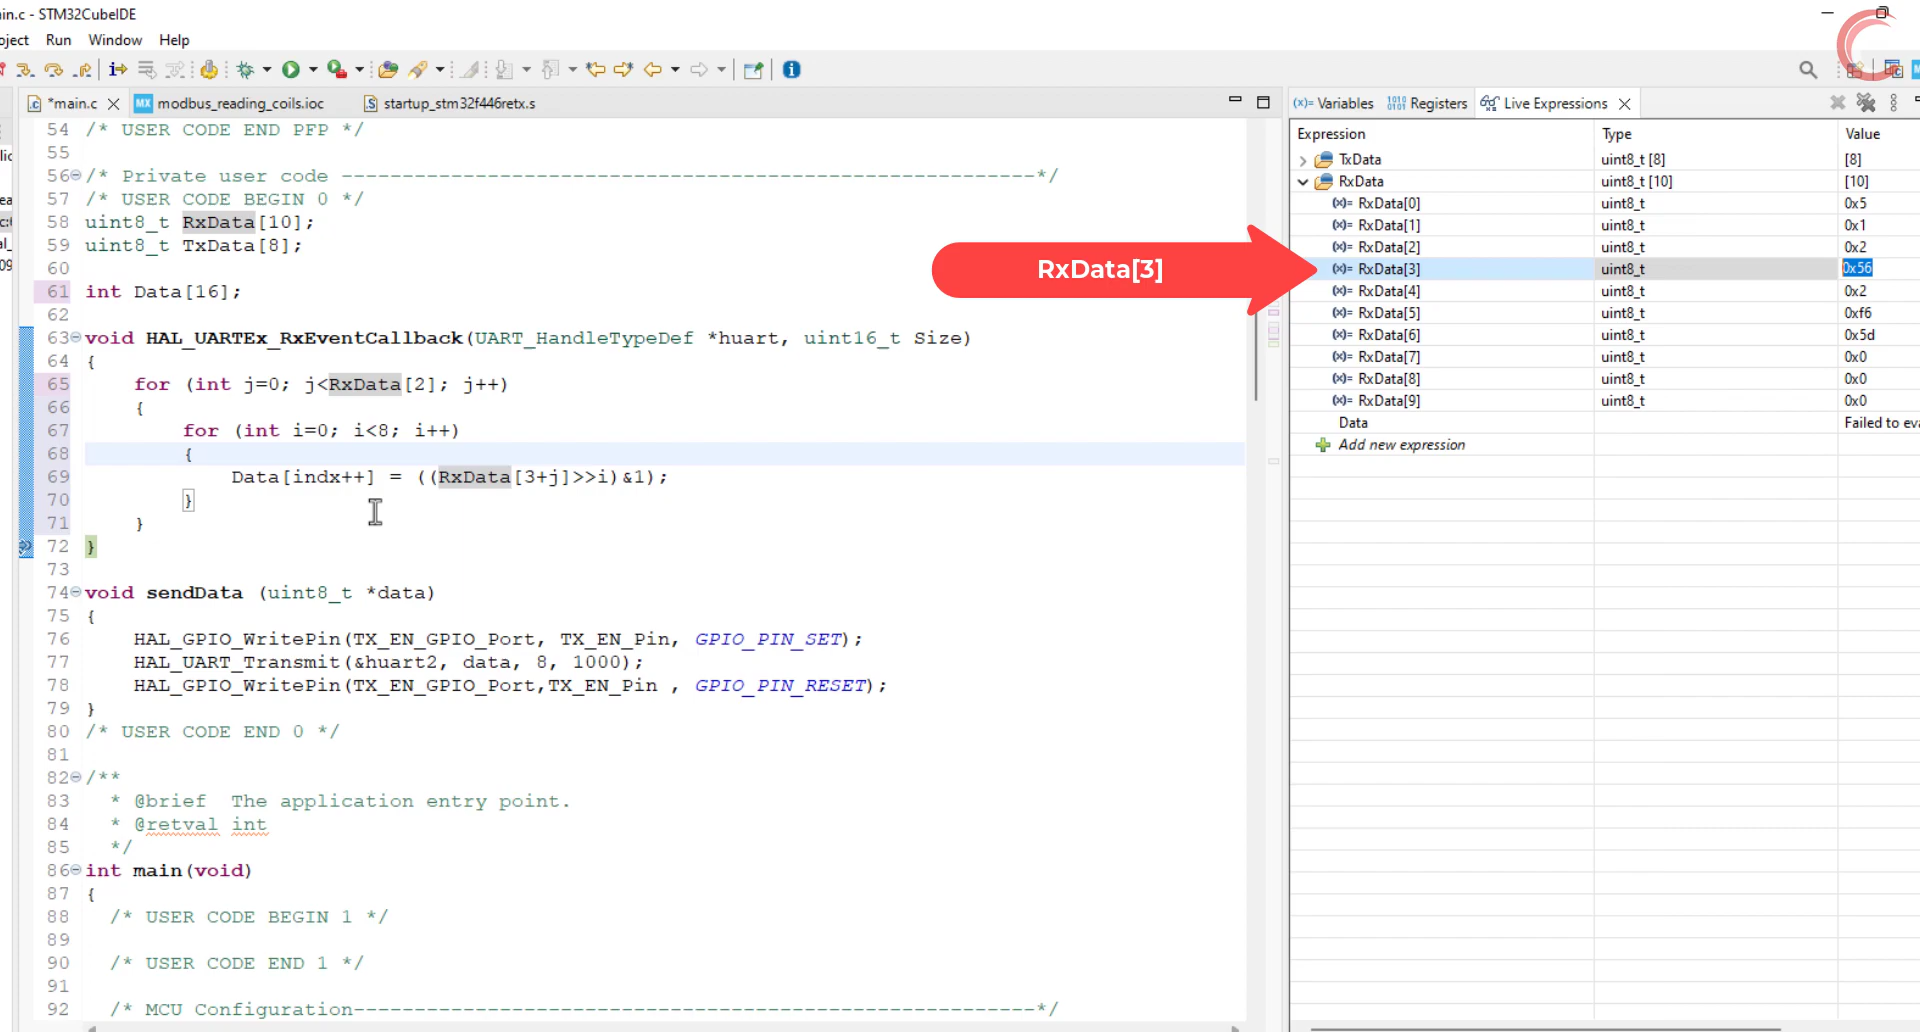 in.c - STM32CubeIDE
oject Run Window Help
*main.c modbus_reading_coils.ioc startup_stm32f446retx.s
54 /* USER CODE END PFP */
55
56 /* Private user code ---------------------------------------------------------*/
57 /* USER CODE BEGIN 0 */
58 uint8_t RxData[10];
59 uint8_t TxData[8];
60
61 int Data[16];
62
63 void HAL_UARTEx_RxEventCallback(UART_HandleTypeDef *huart, uint16_t Size)
64 {
65 for (int j=0; j<RxData[2]; j++)
66 {
67 for (int i=0; i<8; i++)
68 {
69 Data[indx++] = ((RxData[3+j]>>i)&1);
70 }
71 }
72 }
73
74 void sendData (uint8_t *data)
75 {
76 HAL_GPIO_WritePin(TX_EN_GPIO_Port, TX_EN_Pin, GPIO_PIN_SET);
77 HAL_UART_Transmit(&huart2, data, 8, 1000);
78 HAL_GPIO_WritePin(TX_EN_GPIO_Port,TX_EN_Pin , GPIO_PIN_RESET);
79 }
80 /* USER CODE END 0 */
81
82 /**
83 * @brief The application entry point.
84 * @retval int
85 */
86 int main(void)
87 {
88 /* USER CODE BEGIN 1 */
89
90 /* USER CODE END 1 */
91
92 /* MCU Configuration--------------------------------------------------------*/
RxData[3]
(x)= Variables 1010 0101 Registers Live Expressions
Expression Type Value
TxData uint8_t [8] [8]
RxData uint8_t [10] [10]
(x)= RxData[0] uint8_t 0x5
(x)= RxData[1] uint8_t 0x1
(x)= RxData[2] uint8_t 0x2
(x)= RxData[3] uint8_t 0x56
(x)= RxData[4] uint8_t 0x2
(x)= RxData[5] uint8_t 0xf6
(x)= RxData[6] uint8_t 0x5d
(x)= RxData[7] uint8_t 0x0
(x)= RxData[8] uint8_t 0x0
(x)= RxData[9] uint8_t 0x0
Data Failed to eva
Add new expression